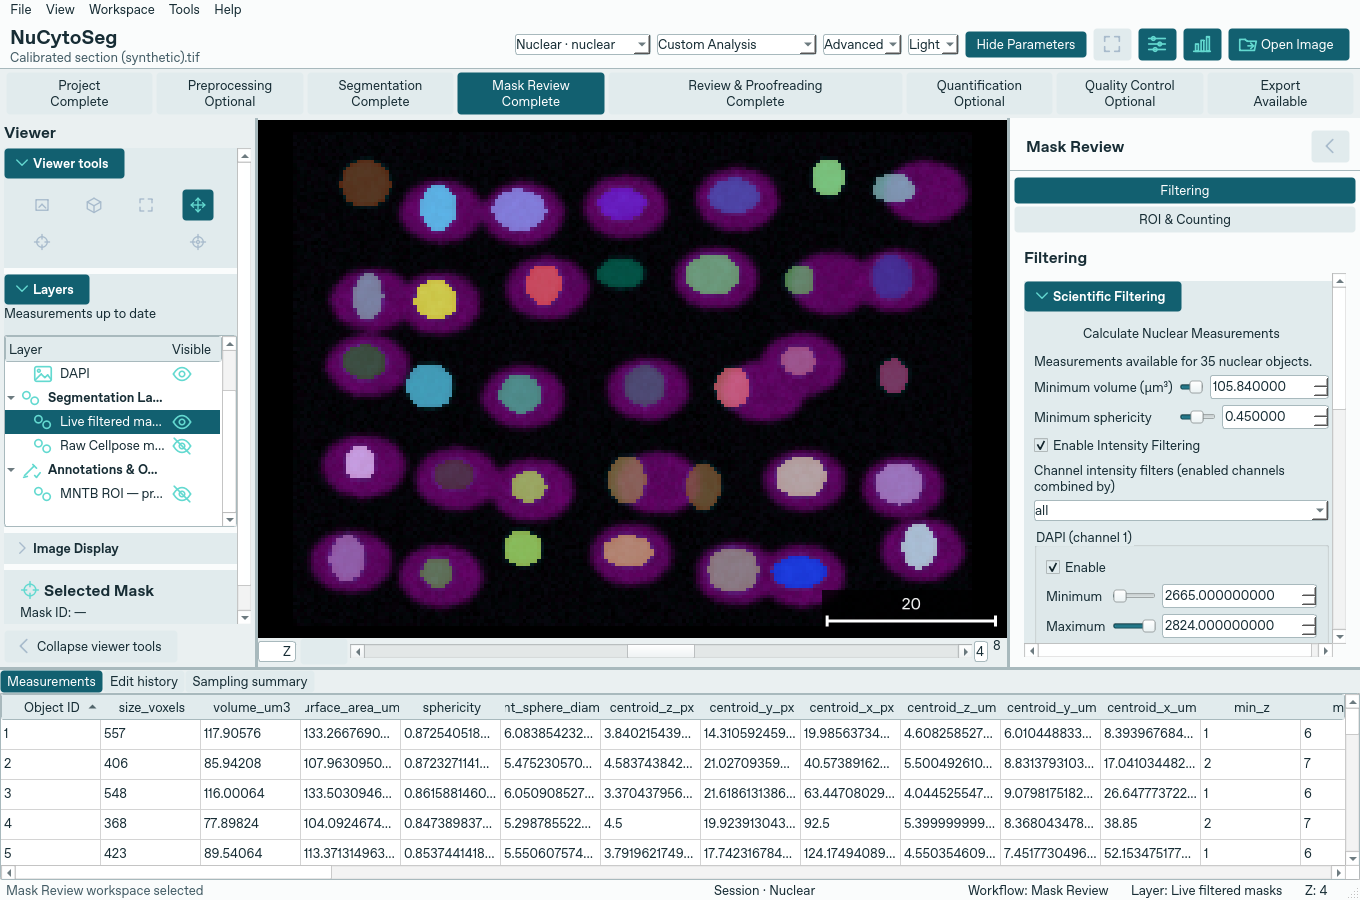 File View Workspace Tools Help
NuCytoSeg
Calibrated section (synthetic).tif
Nuclear · nuclear
Custom Analysis
Advanced
Light
Hide Parameters
Open Image
Project
Complete
Preprocessing
Optional
Segmentation
Complete
Mask Review
Complete
Review & Proofreading
Complete
Quantification
Optional
Quality Control
Optional
Export
Available
Viewer
Viewer tools
Layers
Measurements up to date
Layer Visible
DAPI
Segmentation La...
Live filtered ma...
Raw Cellpose m...
Annotations & O...
MNTB ROI — pr...
Image Display
Selected Mask
Mask ID: —
Collapse viewer tools
20
Z
4
8
Mask Review
Filtering
ROI & Counting
Filtering
Scientific Filtering
Calculate Nuclear Measurements
Measurements available for 35 nuclear objects.
Minimum volume (µm³) 105.840000
Minimum sphericity 0.450000
Enable Intensity Filtering
Channel intensity filters (enabled channels
combined by)
all
DAPI (channel 1)
Enable
Minimum 2665.000000000
Maximum 2824.000000000
Measurements Edit history Sampling summary
Object ID size_voxels volume_um3 urface_area_um sphericity nt_sphere_diam centroid_z_px centroid_y_px centroid_x_px centroid_z_um centroid_y_um centroid_x_um min_z m
1 557 117.90576 133.2667690... 0.872540518... 6.083854232... 3.840215439... 14.310592459... 19.98563734... 4.608258527... 6.010448833... 8.393967684... 1 6
2 406 85.94208 107.9630950... 0.8723271141... 5.475230570... 4.583743842... 21.02709359... 40.57389162... 5.500492610... 8.8313793103... 17.041034482... 2 7
3 548 116.00064 133.5030946... 0.8615881460... 6.050908527... 3.370437956... 21.6186131386... 63.44708029... 4.044525547... 9.0798175182... 26.647773722... 1 6
4 368 77.89824 104.0924674... 0.847389837... 5.298785522... 4.5 19.923913043... 92.5 5.399999999... 8.368043478... 38.85 2 7
5 423 89.54064 113.371314963... 0.8537441418... 5.550607574... 3.7919621749... 17.742316784... 124.17494089... 4.550354609... 7.4517730496... 52.153475177... 1 6
Mask Review workspace selected
Session · Nuclear
Workflow: Mask Review
Layer: Live filtered masks
Z: 4